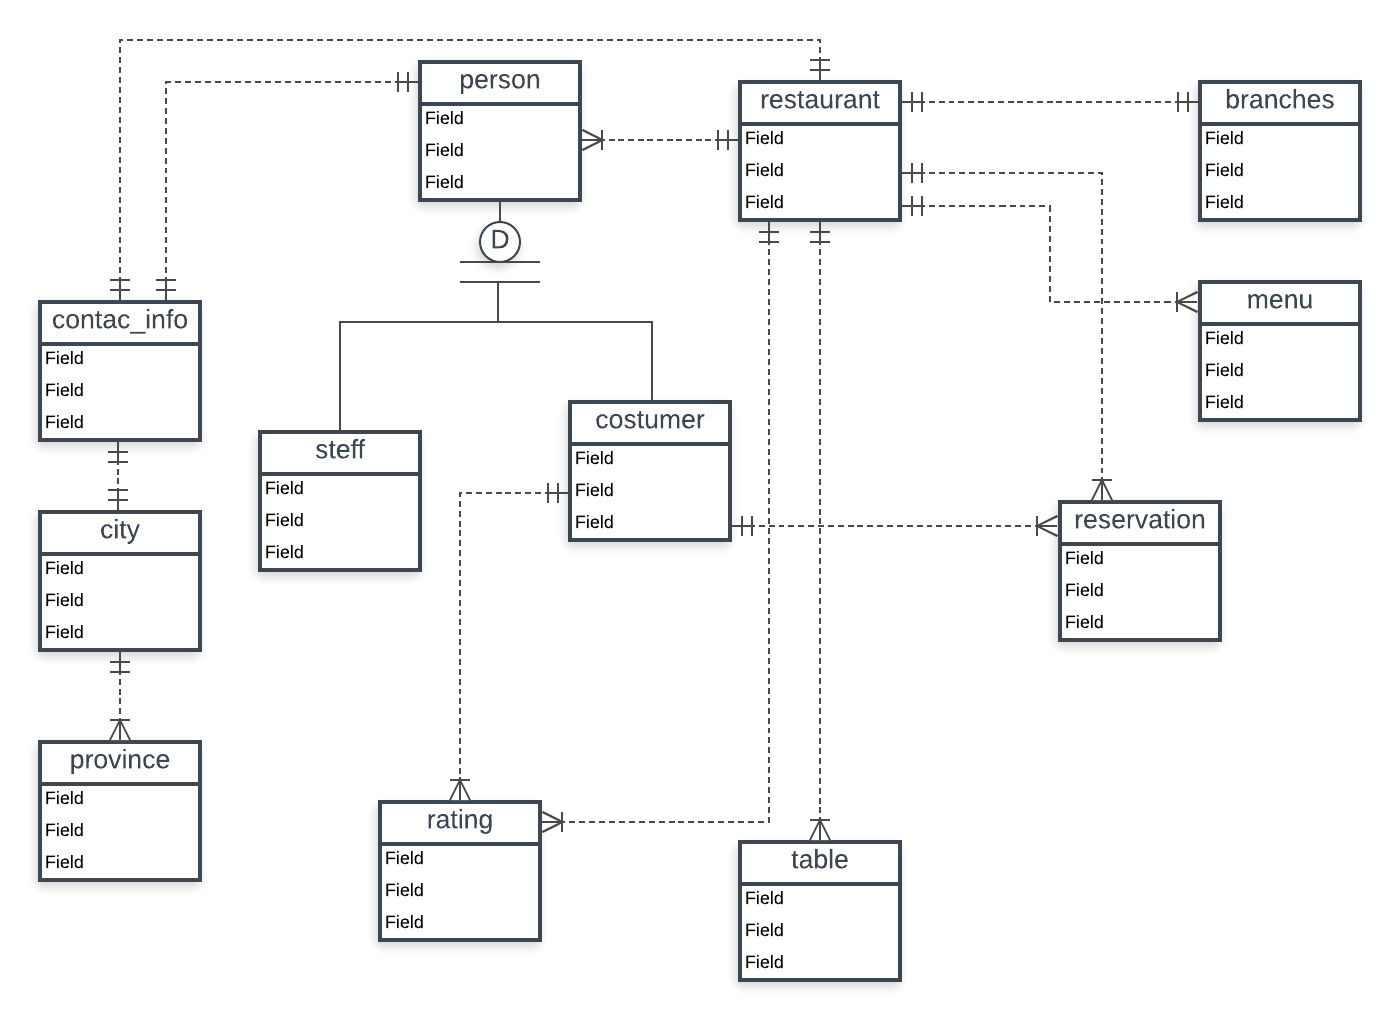 person
Field
Field
Field
restaurant
Field
Field
Field
branches
Field
Field
Field
D
contac_info
Field
Field
Field
menu
Field
Field
Field
steff
Field
Field
Field
costumer
Field
Field
Field
city
Field
Field
Field
reservation
Field
Field
Field
province
Field
Field
Field
rating
Field
Field
Field
table
Field
Field
Field